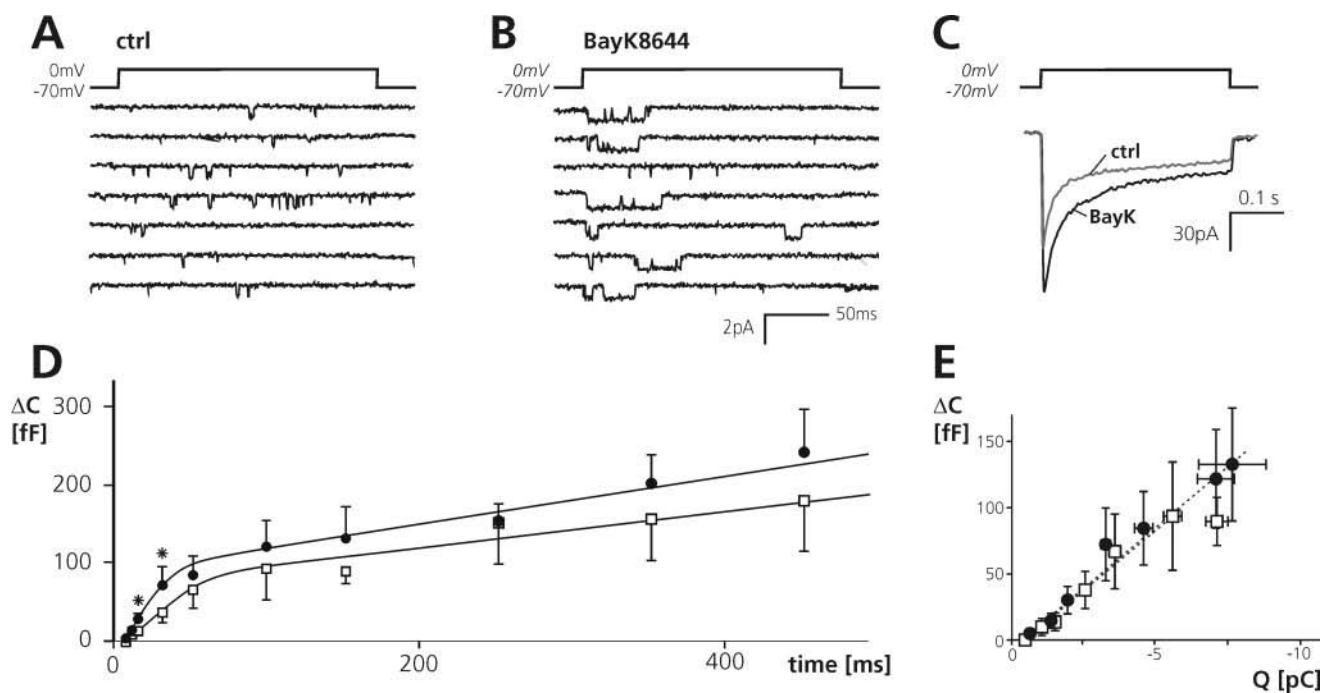 A
ctrl
0mV
-70mV
B
BayK8644
0mV
-70mV
2pA
50ms
C
0mV
-70mV
ctrl
BayK
0.1 s
30pA
D
ΔC
[fF]
300
200
100
0
*
*
0
200
400
time [ms]
E
ΔC
[fF]
150
100
50
0
0
-5
-10
Q [pC]